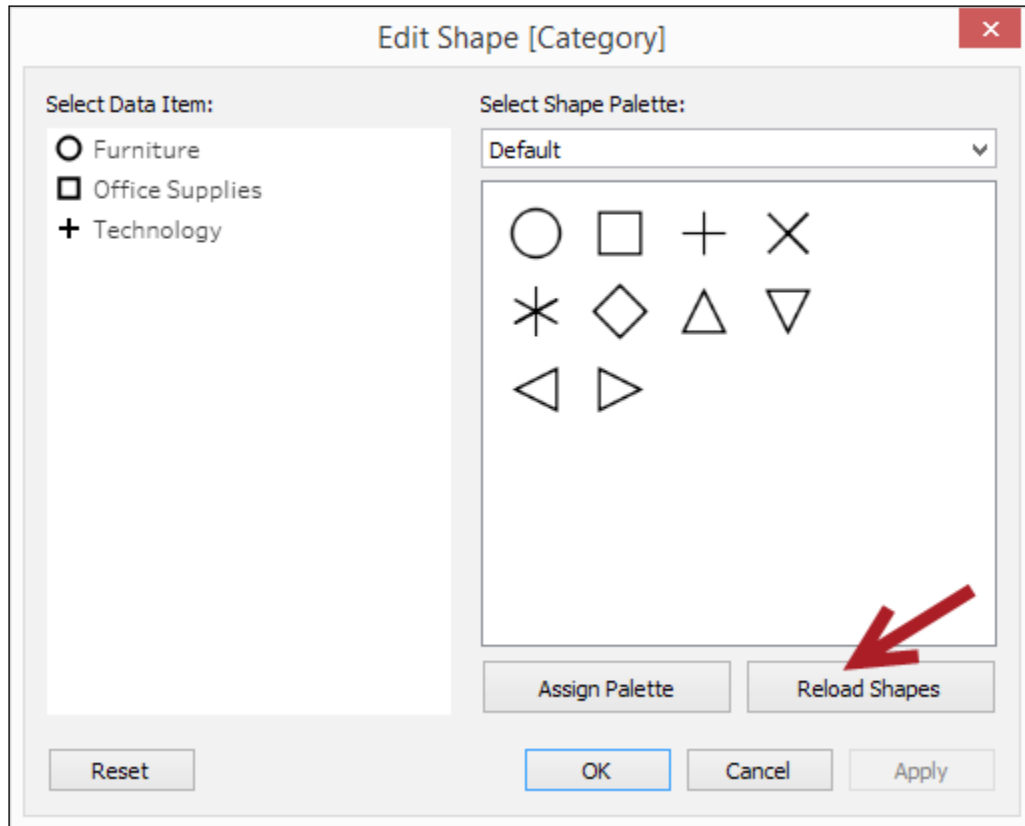 Edit Shape [Category]
Select Data Item:
Furniture
Office Supplies
Technology
Select Shape Palette:
Default
Assign Palette
Reload Shapes
Reset
OK
Cancel
Apply